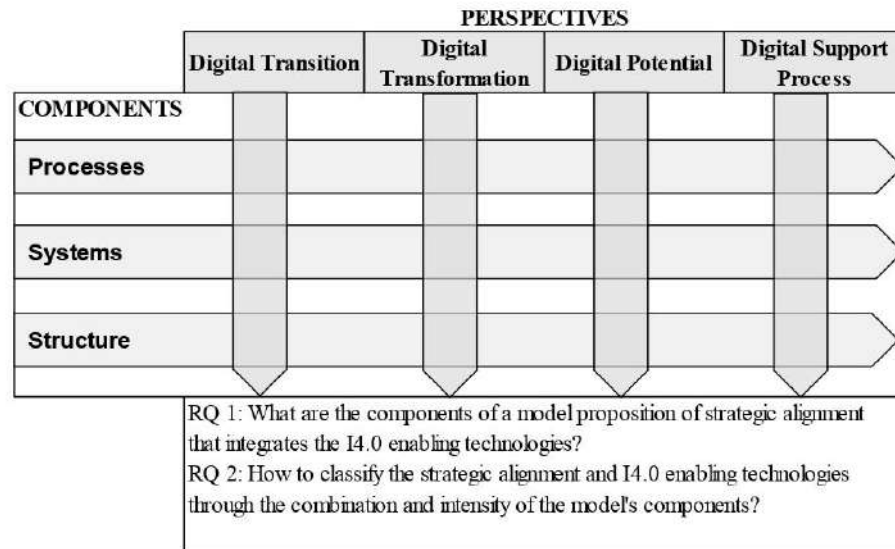 PERSPECTIVES
Digital Transition
Digital
Transformation
Digital Potential
Digital Support
Process
COMPONENTS
Processes
Systems
Structure
RQ 1: What are the components of a model proposition of strategic alignment
that integrates the I4.0 enabling technologies?
RQ 2: How to classify the strategic alignment and I4.0 enabling technologies
through the combination and intensity of the model's components?